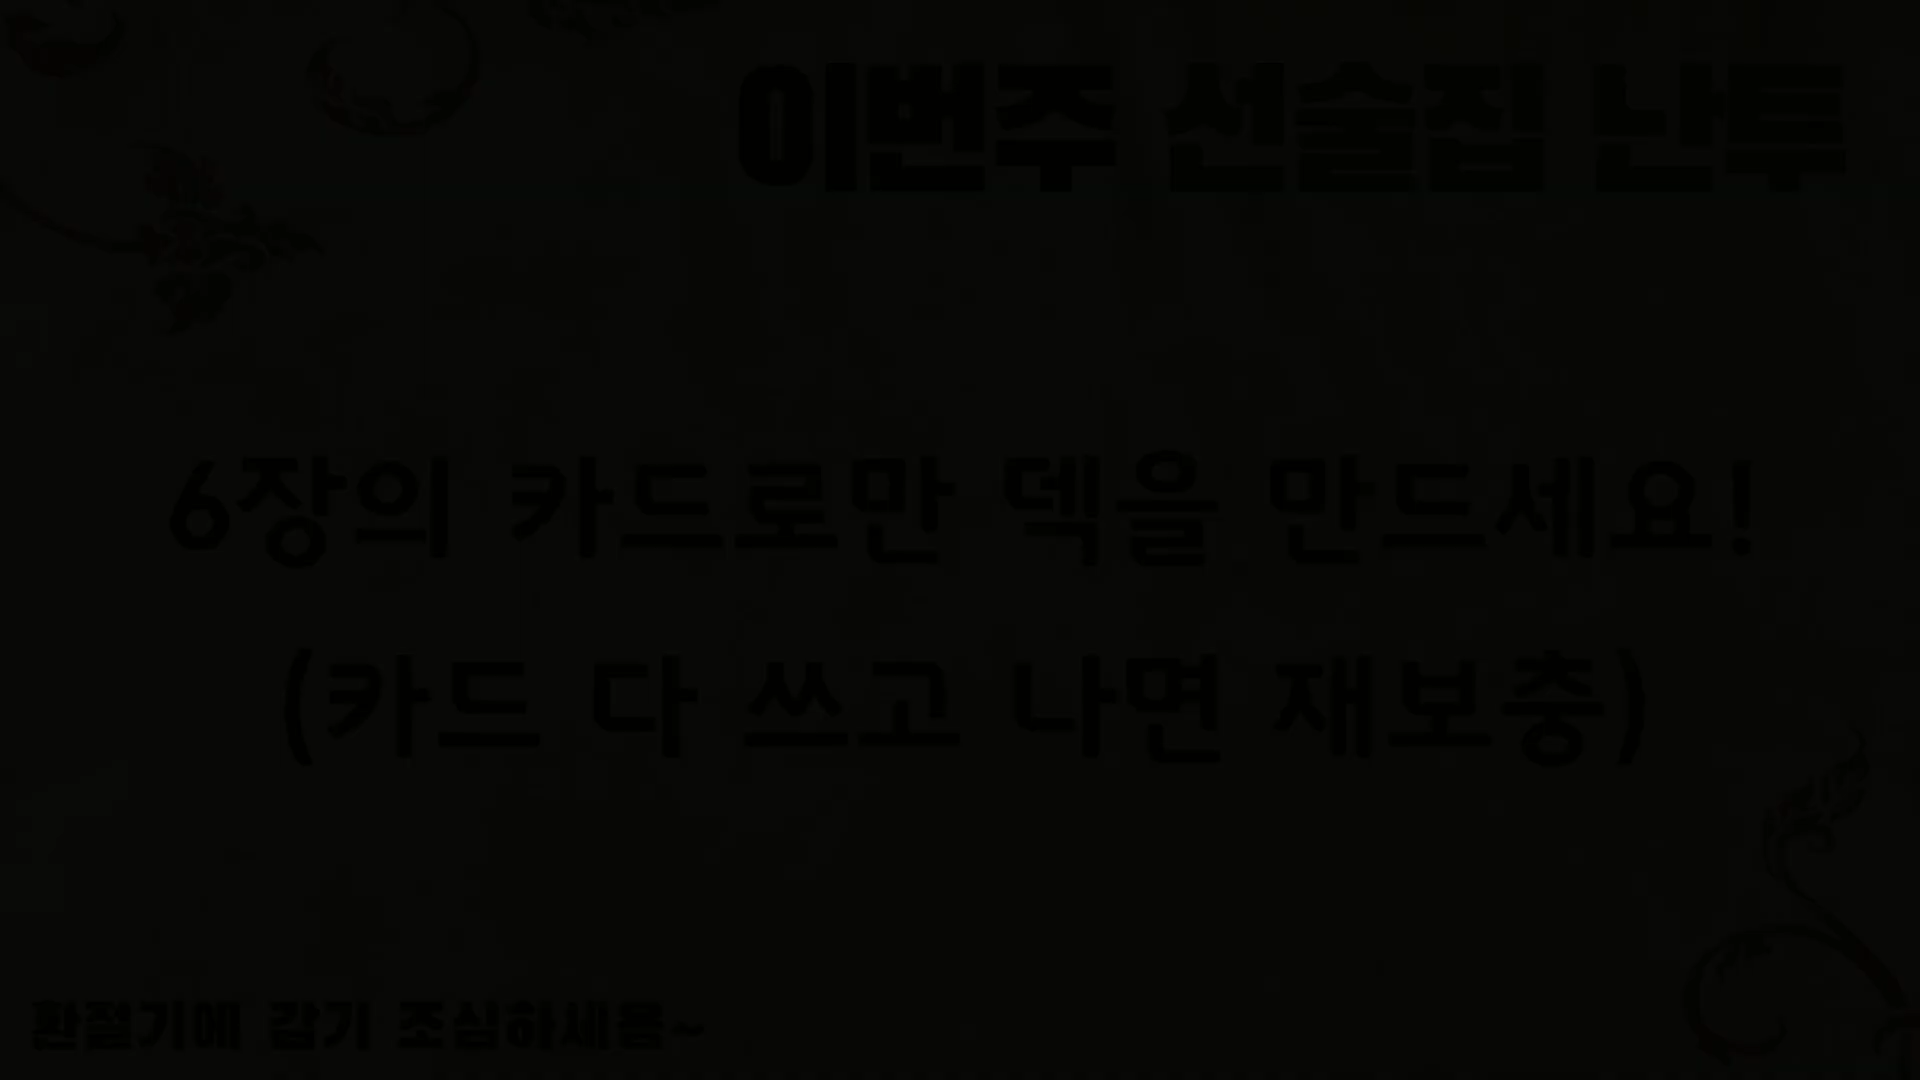 이번주 선술집 난투
6장의 카드로만 덱을 만드세요!
(카드 다 쓰고 나면 재보충)
환절기에 감기 조심하세용~